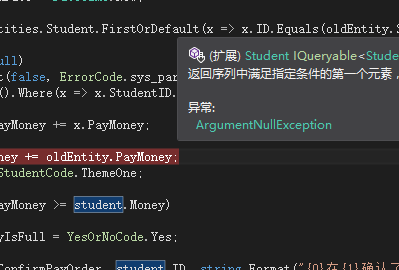 tities.Student.FirstOrDefault(x => x.ID.Equals(oldEntity.S
(扩展) Student IQueryable<Stude
返回序列中满足指定条件的第一个元素，
异常:
ArgumentNullException
ull)
t(false, ErrorCode.sys_par
().Where(x => x.StudentID.
ayMoney += x.PayMoney;
ney += oldEntity.PayMoney;
StudentCode.ThemeOne;
ayMoney >= student.Money)
yIsFull = YesOrNoCode.Yes;
ConfirmPayOrder, student.ID, string.Format("{0}在{1}确认了